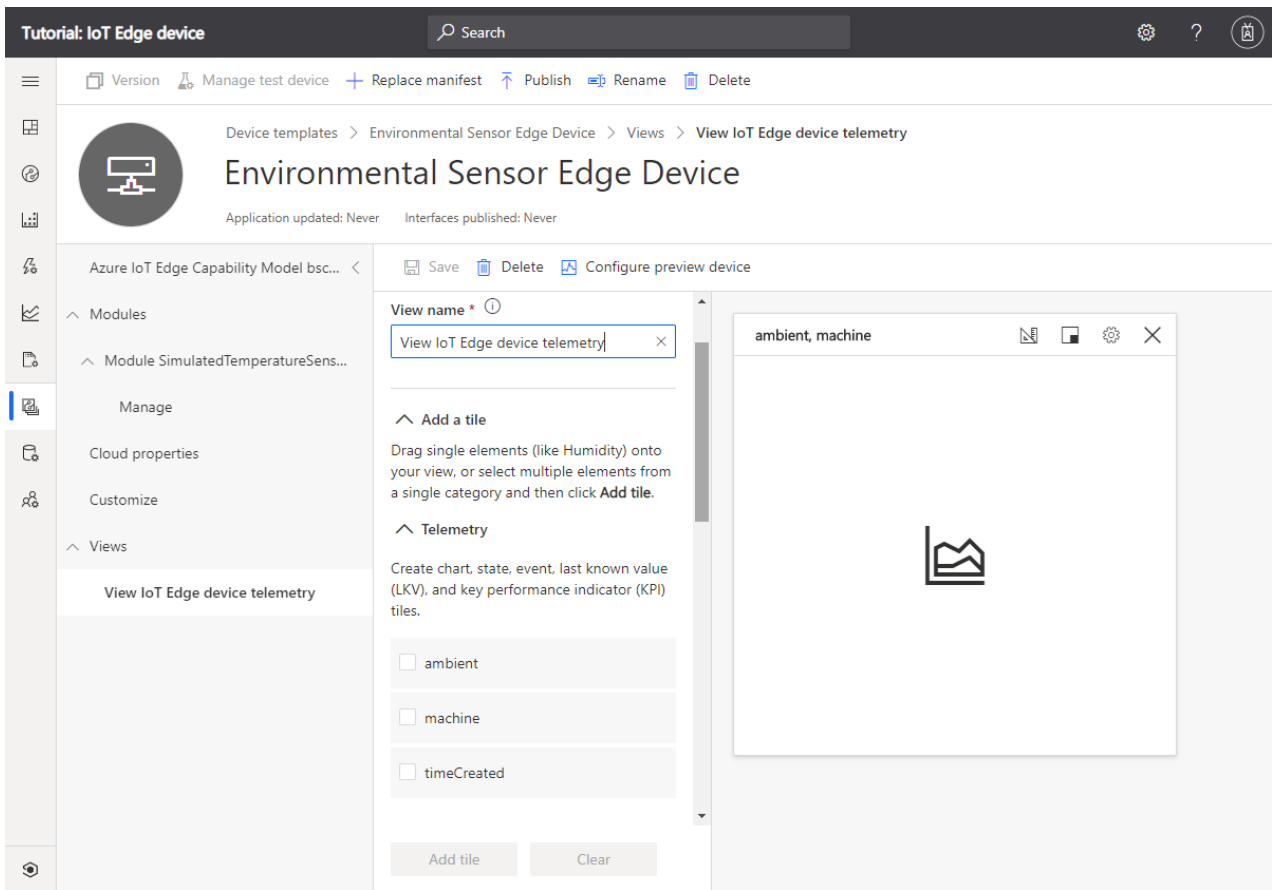 Tutorial: IoT Edge device
Search
Version Manage test device Replace manifest Publish Rename Delete
Device templates > Environmental Sensor Edge Device > Views > View IoT Edge device telemetry
Environmental Sensor Edge Device
Application updated: Never Interfaces published: Never
Azure IoT Edge Capability Model bsc...
Modules
Module SimulatedTemperatureSens...
Manage
Cloud properties
Customize
Views
View IoT Edge device telemetry
Save Delete Configure preview device
View name *
View IoT Edge device telemetry
Add a tile
Drag single elements (like Humidity) onto
your view, or select multiple elements from
a single category and then click Add tile.
Telemetry
Create chart, state, event, last known value
(LKV), and key performance indicator (KPI)
tiles.
ambient
machine
timeCreated
Add tile Clear
ambient, machine